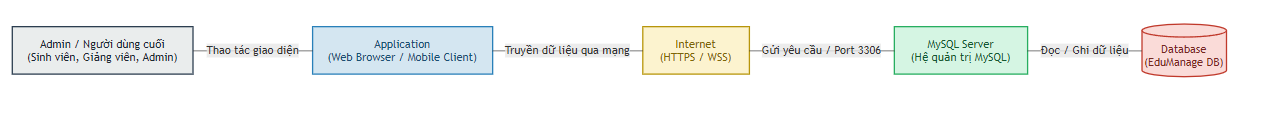 Admin / Người dùng cuối
(Sinh viên, Giảng viên, Admin)
Thao tác giao diện
Application
(Web Browser / Mobile Client)
Truyền dữ liệu qua mạng
Internet
(HTTPS / WSS)
Gửi yêu cầu / Port 3306
MySQL Server
(Hệ quản trị MySQL)
Đọc / Ghi dữ liệu
Database
(EduManage DB)